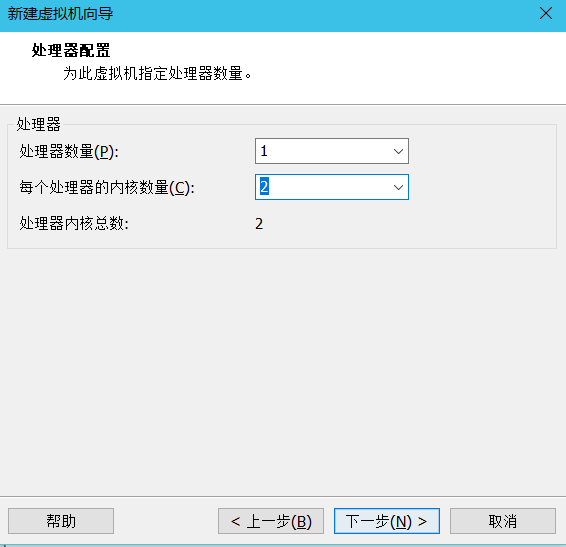 新建虚拟机向导
处理器配置
为此虚拟机指定处理器数量。
处理器
处理器数量(P): 1
每个处理器的内核数量(C): 2
处理器内核总数: 2
帮助 < 上一步(B) 下一步(N) > 取消